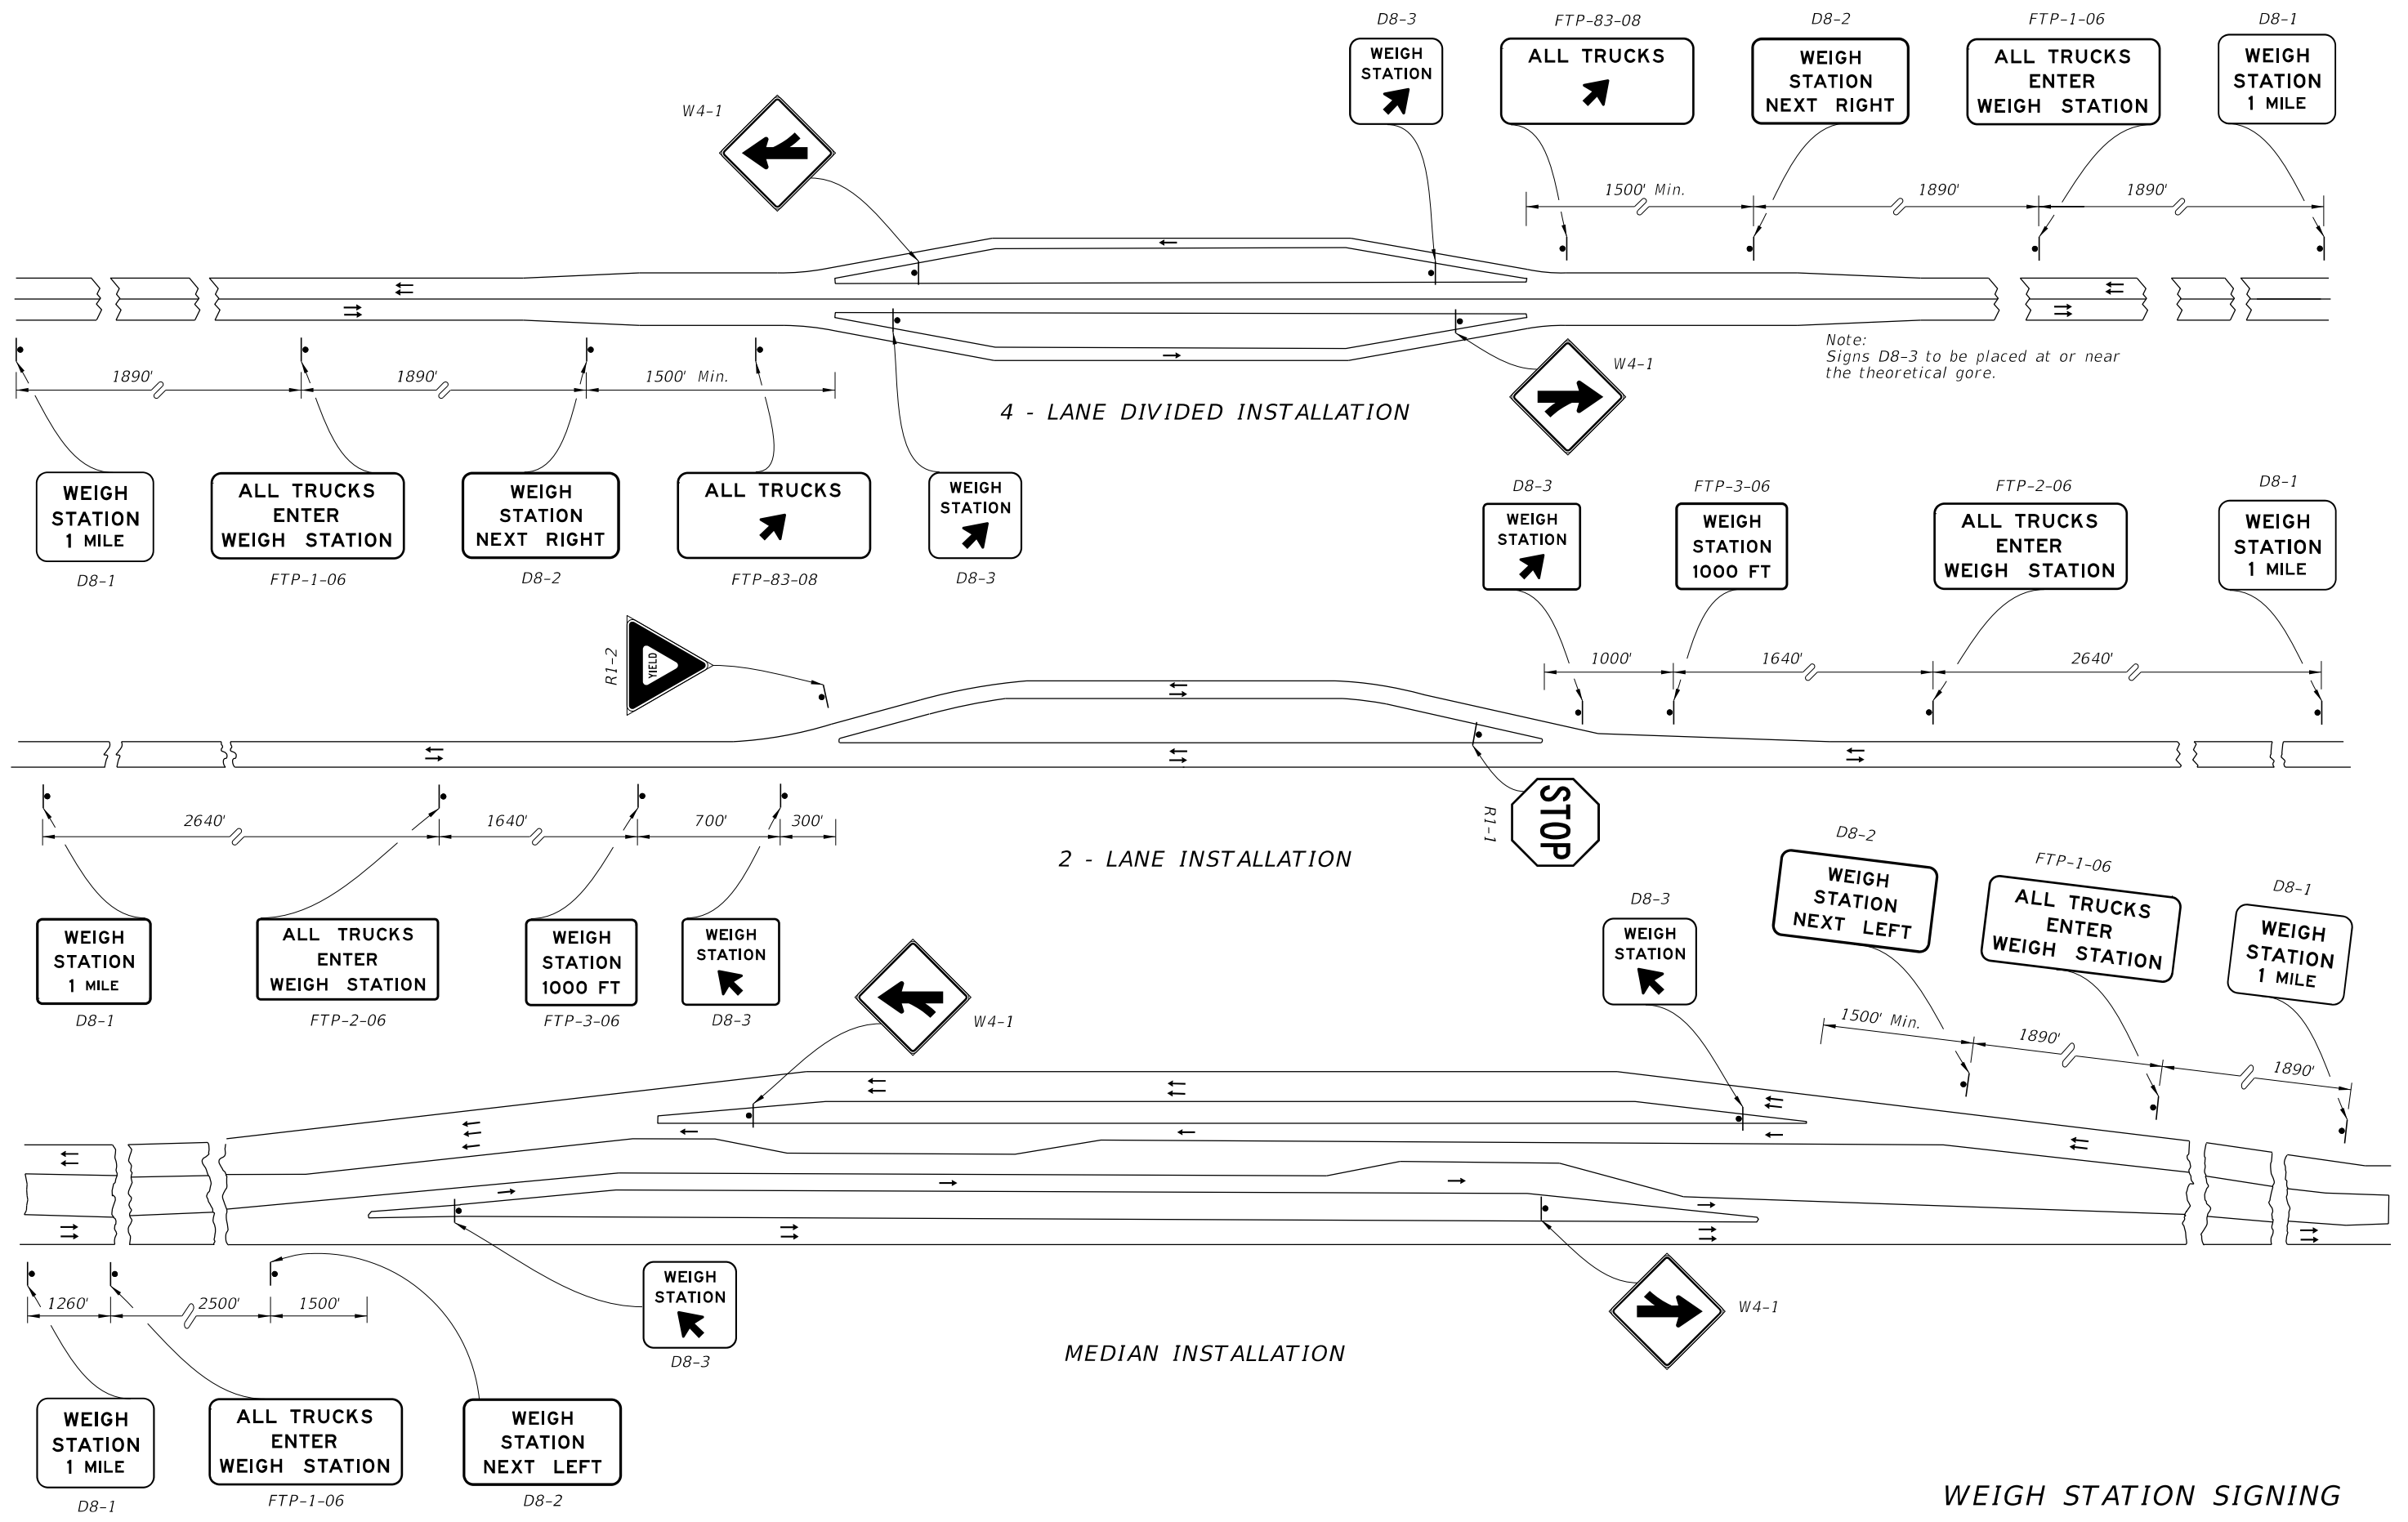 D8-3
FTP-83-08
D8-2
FTP-1-06
D8-1
WEIGH
STATION
ALL TRUCKS
WEIGH
STATION
NEXT RIGHT
ALL TRUCKS
ENTER
WEIGH STATION
WEIGH
STATION
1 MILE
W4-1
1500' Min.
1890'
1890'
Note:
Signs D8-3 to be placed at or near
the theoretical gore.
W4-1
1890'
1890'
1500' Min.
4 - LANE DIVIDED INSTALLATION
WEIGH
STATION
1 MILE
D8-1
ALL TRUCKS
ENTER
WEIGH STATION
FTP-1-06
WEIGH
STATION
NEXT RIGHT
D8-2
ALL TRUCKS
FTP-83-08
WEIGH
STATION
D8-3
D8-3
WEIGH
STATION
FTP-3-06
WEIGH
STATION
1000 FT
FTP-2-06
ALL TRUCKS
ENTER
WEIGH STATION
D8-1
WEIGH
STATION
1 MILE
R1-2
YIELD
1000'
1640'
2640'
R1-1
STOP
2640'
1640'
700'
300'
2 - LANE INSTALLATION
WEIGH
STATION
1 MILE
D8-1
ALL TRUCKS
ENTER
WEIGH STATION
FTP-2-06
WEIGH
STATION
1000 FT
FTP-3-06
WEIGH
STATION
D8-3
W4-1
D8-3
WEIGH
STATION
D8-2
WEIGH
STATION
NEXT LEFT
FTP-1-06
ALL TRUCKS
ENTER
WEIGH STATION
D8-1
WEIGH
STATION
1 MILE
1500' Min.
1890'
1890'
1260'
2500'
1500'
WEIGH
STATION
D8-3
W4-1
MEDIAN INSTALLATION
WEIGH
STATION
1 MILE
D8-1
ALL TRUCKS
ENTER
WEIGH STATION
FTP-1-06
WEIGH
STATION
NEXT LEFT
D8-2
WEIGH STATION SIGNING